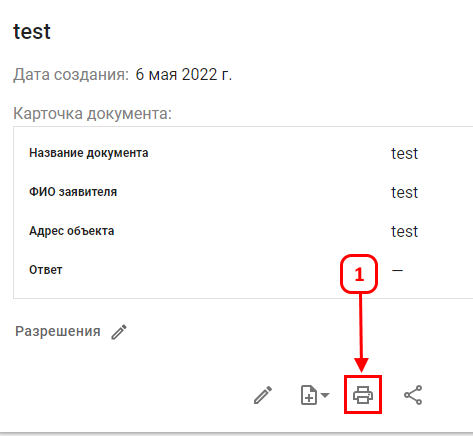 test
Дата создания: 6 мая 2022 г.
Карточка документа:
Название документа test
ФИО заявителя test
Адрес объекта test
Ответ —
1
Разрешения